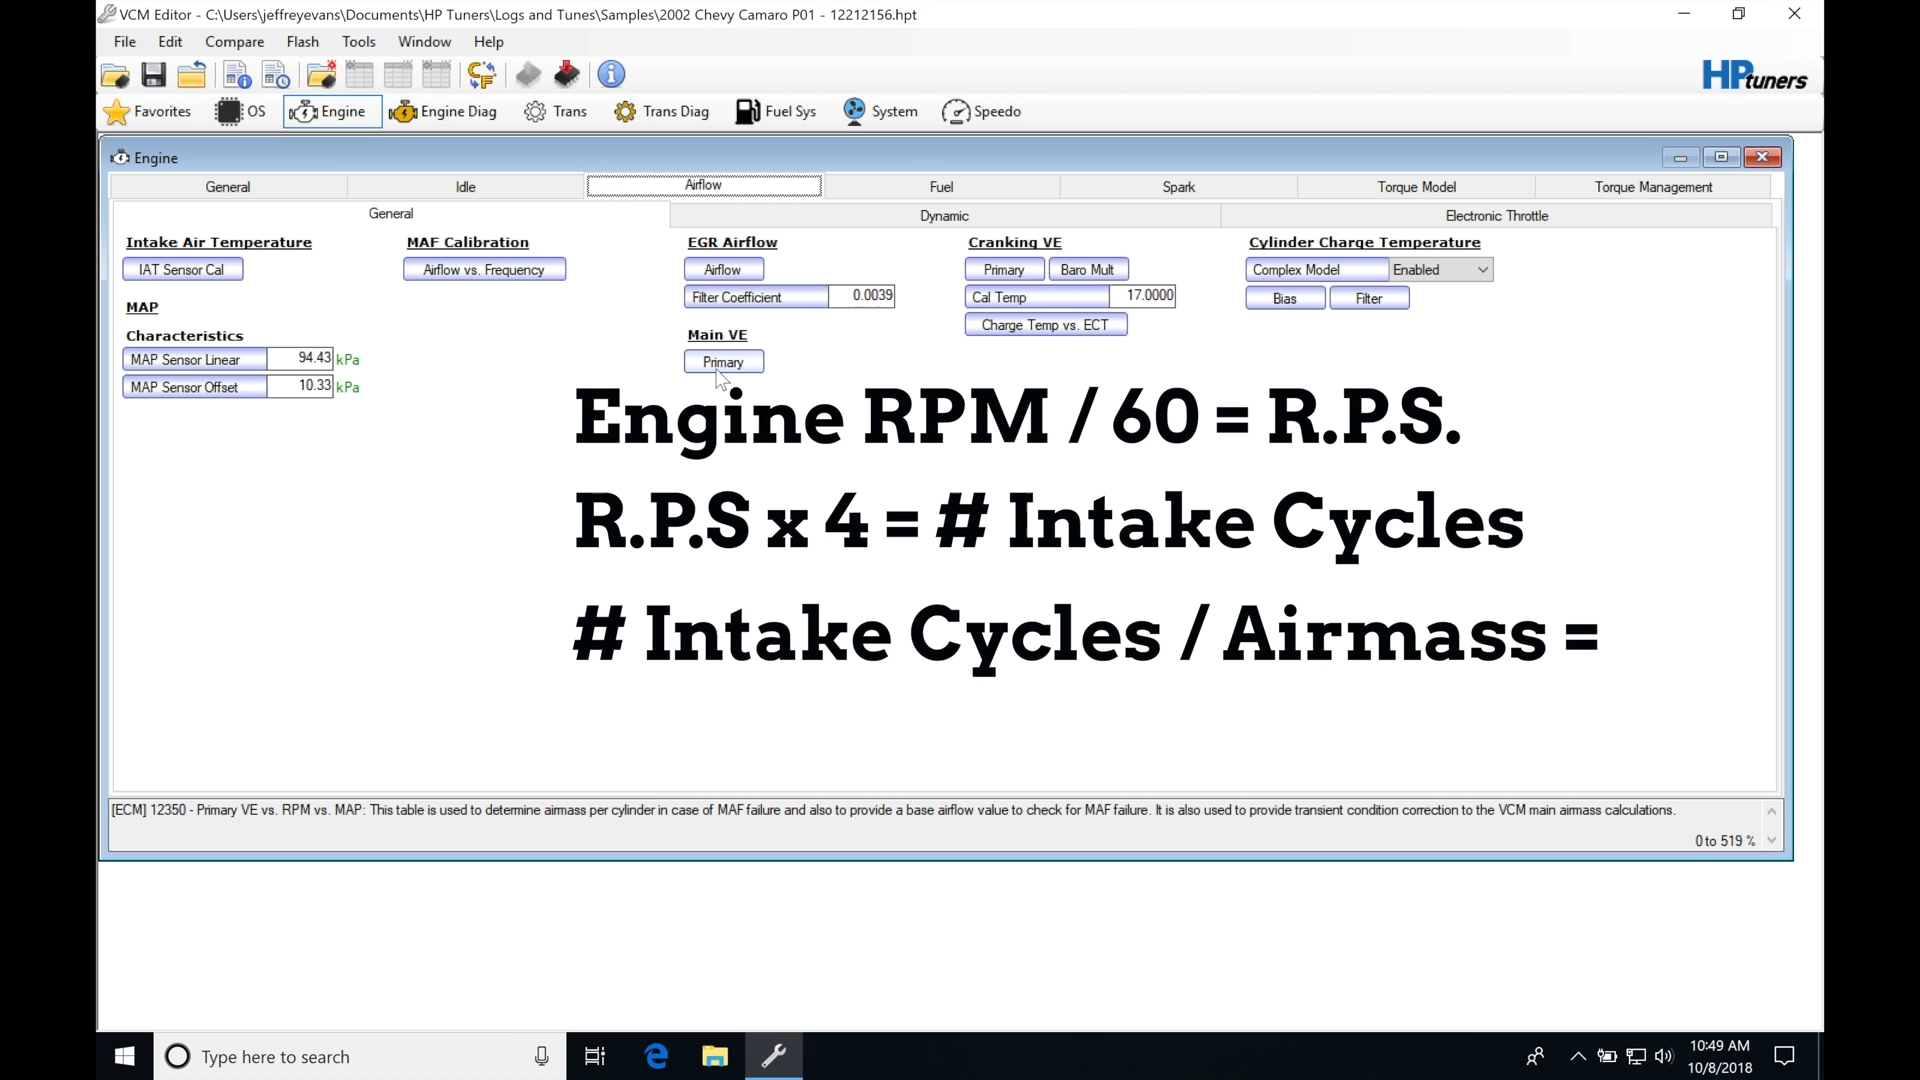 VCM Editor - C:\Users\jeffreyevans\Documents\HP Tuners\Logs and Tunes\Samples\2002 Chevy Camaro P01 - 12212156.hpt
File Edit Compare Flash Tools Window Help
HP tuners
Favorites OS Engine Engine Diag Trans Trans Diag Fuel Sys System Speedo
Engine
General Idle Airflow Fuel Spark Torque Model Torque Management
General Dynamic Electronic Throttle
Intake Air Temperature MAF Calibration EGR Airflow Cranking VE Cylinder Charge Temperature
IAT Sensor Cal Airflow vs. Frequency Airflow Primary Baro Mult Complex Model Enabled
Filter Coefficient 0.0039 Cal Temp 17.0000 Bias Filter
MAP
Charge Temp vs. ECT
Characteristics Main VE
MAP Sensor Linear 94.43 kPa Primary
MAP Sensor Offset 10.33 kPa
Engine RPM / 60 = R.P.S.
R.P.S x 4 = # Intake Cycles
# Intake Cycles / Airmass =
[ECM] 12350 - Primary VE vs. RPM vs. MAP: This table is used to determine airmass per cylinder in case of MAF failure and also to provide a base airflow value to check for MAF failure. It is also used to provide transient condition correction to the VCM main airmass calculations.
0 to 519 %
Type here to search
10:49 AM
10/8/2018